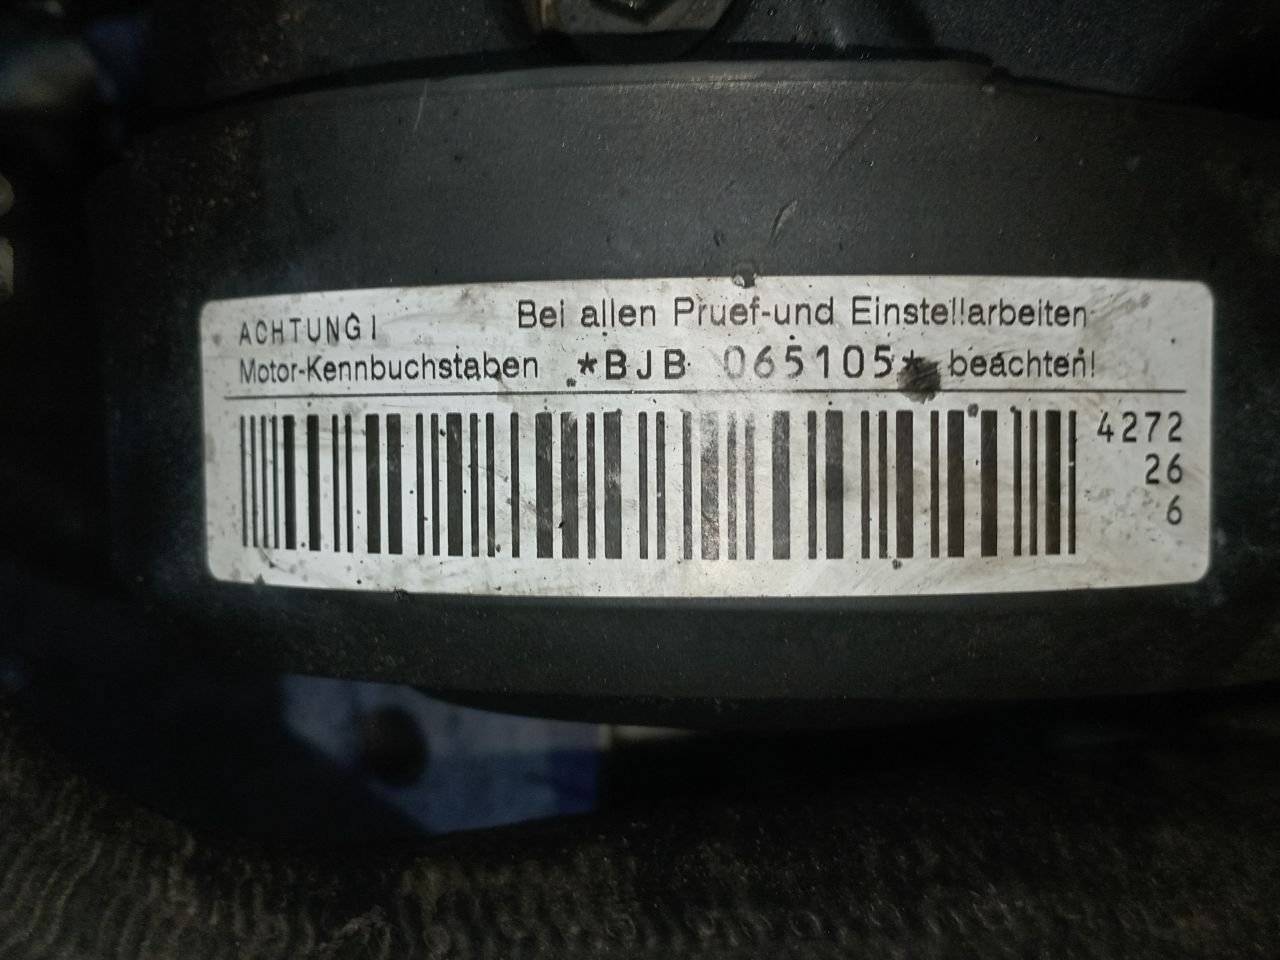 ACHTUNG! Bei allen Pruef-und Einstellarbeiten
Motor-Kennbuchstaben *BJB 065105* beachten!
4272
26
6